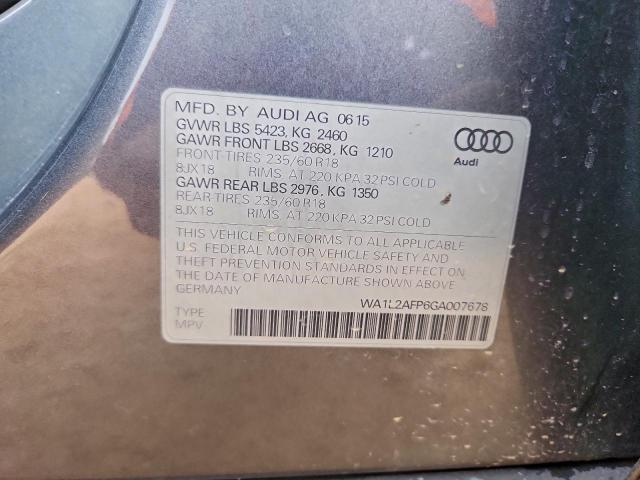 MFD. BY AUDI AG 06 15
GVWR LBS 5423, KG 2460
GAWR FRONT LBS 2668, KG 1210
FRONT TIRES 235/60 R18
8JX18 RIMS. AT 220 KPA 32 PSI COLD
GAWR REAR LBS 2976, KG 1350
REAR TIRES 235/60 R18
8JX18 RIMS. AT 220 KPA 32 PSI COLD
Audi
THIS VEHICLE CONFORMS TO ALL APPLICABLE
U.S. FEDERAL MOTOR VEHICLE SAFETY AND
THEFT PREVENTION STANDARDS IN EFFECT ON
THE DATE OF MANUFACTURE SHOWN ABOVE.
GERMANY
WA1L2AFP6GA007678
TYPE
MPV